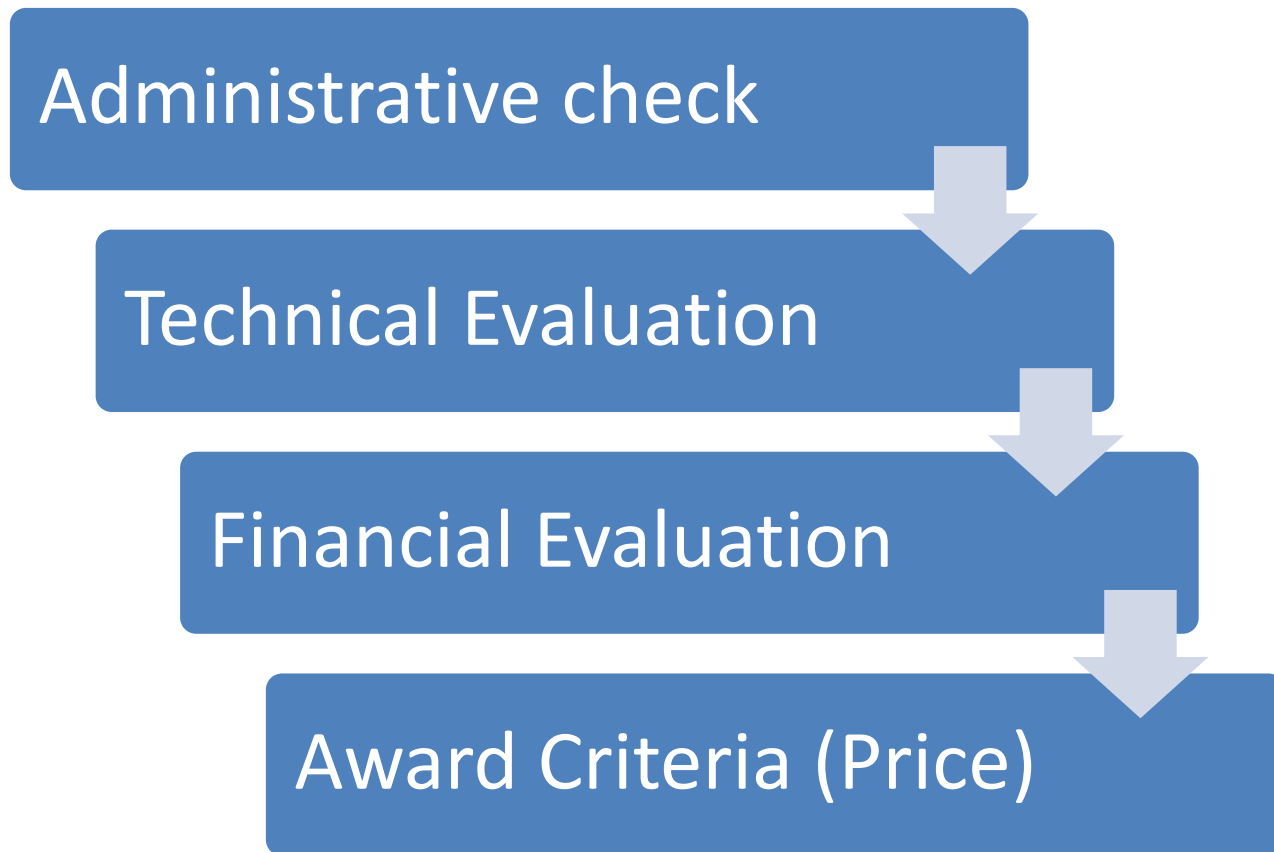 Administrative check
Technical Evaluation
Financial Evaluation
Award Criteria (Price)